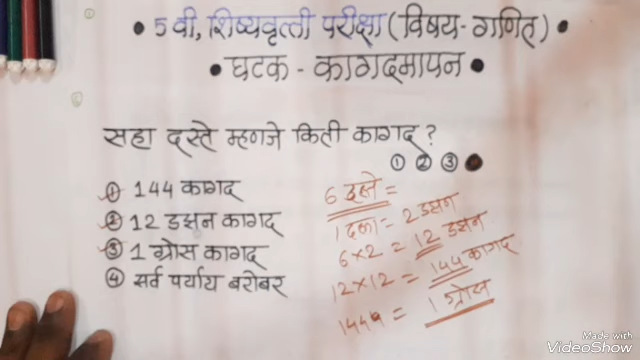 • 5 वी, शिष्यवृत्ती परीक्षा (विषय - गणित) •
• घटक - कागदमापन •
सहा दस्ते म्हणजे किती कागद ?
① ② ③ ●
① 144 कागद
② 12 डझन कागद
③ 1 ग्रोस कागद
④ सर्व पर्याय बरोबर
6 दस्ते =
1 दस्ता = 2 डझन
6 × 2 = 12 डझन
12 × 12 = 144 कागद
144 = 1 ग्रोस
Made with
VideoShow